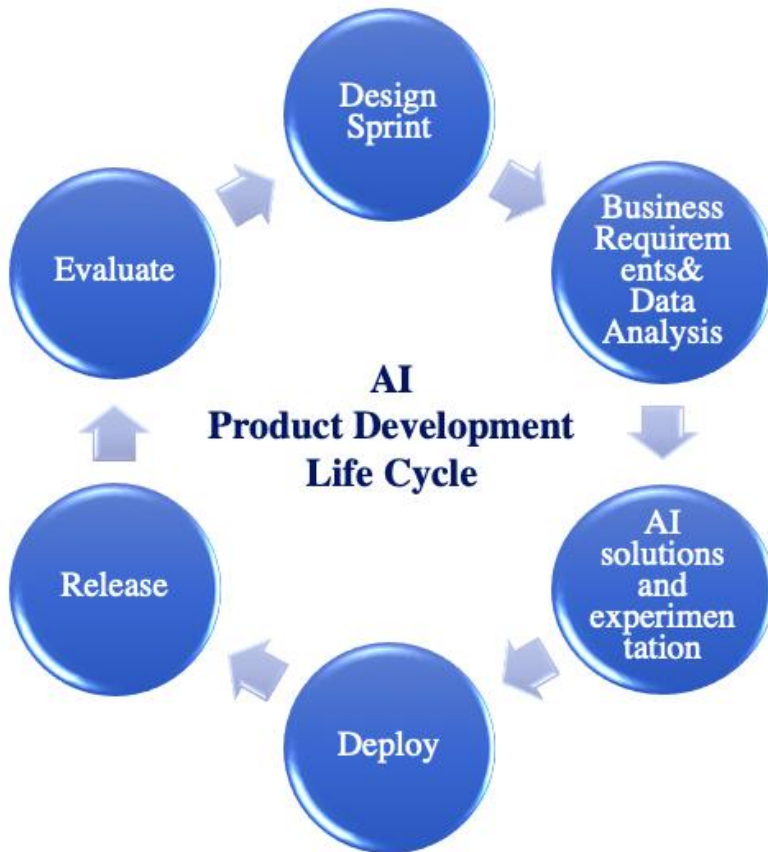 Design
Sprint
Business
Requirem
ents&
Data
Analysis
AI
solutions
and
experimen
tation
Deploy
Release
Evaluate
AI
Product Development
Life Cycle